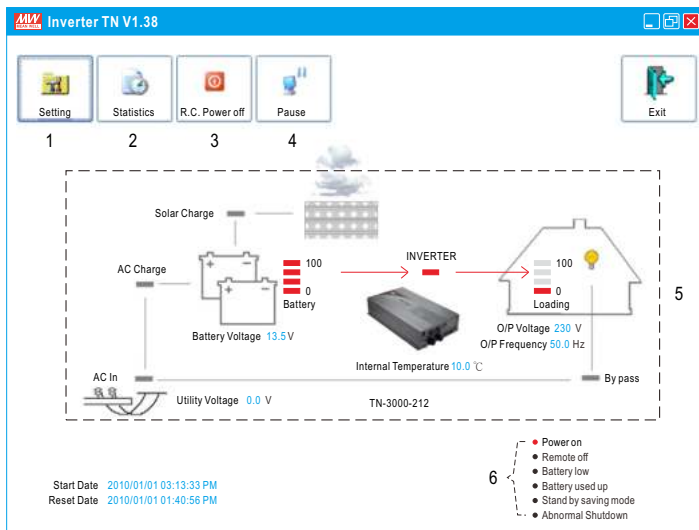 MW MEAN WELL Inverter TN V1.38
Setting Statistics R.C. Power off Pause Exit
1 2 3 4
Solar Charge
AC Charge
100
0
Battery
Battery Voltage 13.5 V
INVERTER
Internal Temperature 10.0 ℃
100
0
Loading
O/P Voltage 230 V
O/P Frequency 50.0 Hz
5
AC In
Utility Voltage 0.0 V
TN-3000-212
By pass
6
Power on
Remote off
Battery low
Battery used up
Stand by saving mode
Abnormal Shutdown
Start Date 2010/01/01 03:13:33 PM
Reset Date 2010/01/01 01:40:56 PM